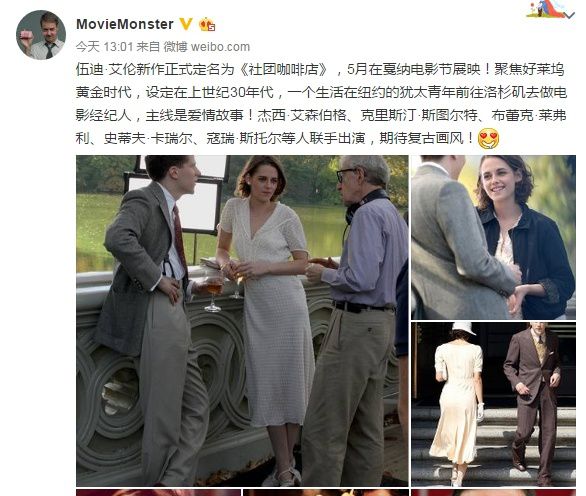 MovieMonster
今天 13:01 来自 微博 weibo.com
伍迪·艾伦新作正式定名为《社团咖啡店》，5月在戛纳电影节展映！聚焦好莱坞
黄金时代，设定在上世纪30年代，一个生活在纽约的犹太青年前往洛杉矶去做电
影经纪人，主线是爱情故事！杰西·艾森伯格、克里斯汀·斯图尔特、布蕾克·莱弗
利、史蒂夫·卡瑞尔、寇瑞·斯托尔等人联手出演，期待复古画风！